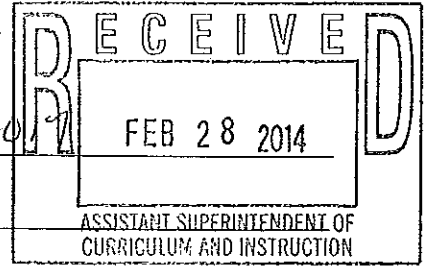 RECEIVED
FEB 28 2014
ASSISTANT SUPERINTENDENT OF
CURRICULUM AND INSTRUCTION